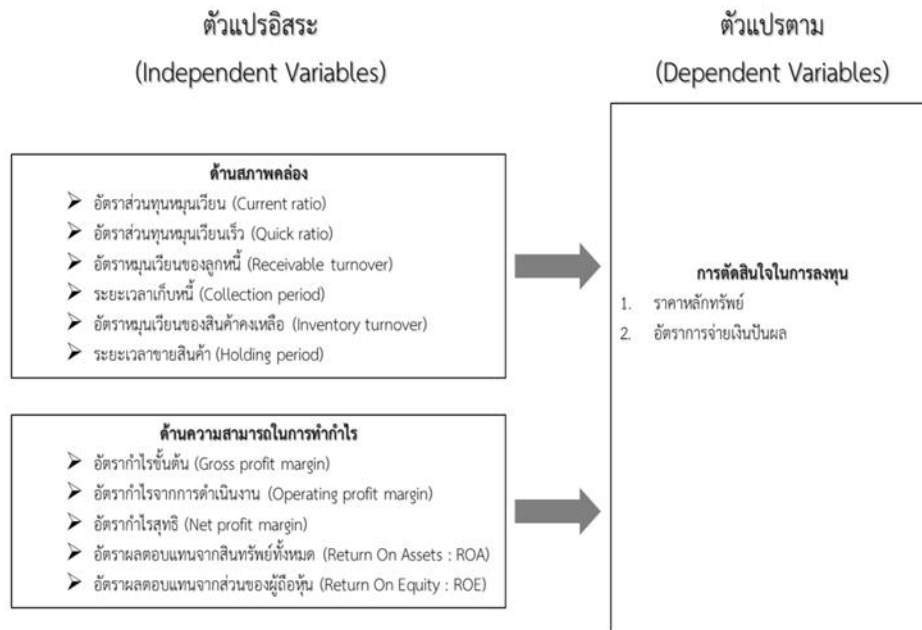 ตัวแปรอิสระ
(Independent Variables)
ด้านสภาพคล่อง
อัตราส่วนทุนหมุนเวียน (Current ratio)
อัตราส่วนทุนหมุนเวียนเร็ว (Quick ratio)
อัตราหมุนเวียนของลูกหนี้ (Receivable turnover)
ระยะเวลาเก็บหนี้ (Collection period)
อัตราหมุนเวียนของสินค้าคงเหลือ (Inventory turnover)
ระยะเวลาขายสินค้า (Holding period)
ด้านความสามารถในการทำกำไร
อัตรากำไรขั้นต้น (Gross profit margin)
อัตรากำไรจากการดำเนินงาน (Operating profit margin)
อัตรากำไรสุทธิ (Net profit margin)
อัตราผลตอบแทนจากสินทรัพย์ทั้งหมด (Return On Assets : ROA)
อัตราผลตอบแทนจากส่วนของผู้ถือหุ้น (Return On Equity : ROE)
ตัวแปรตาม
(Dependent Variables)
การตัดสินใจในการลงทุน
1. ราคาหลักทรัพย์
2. อัตราการจ่ายเงินปันผล